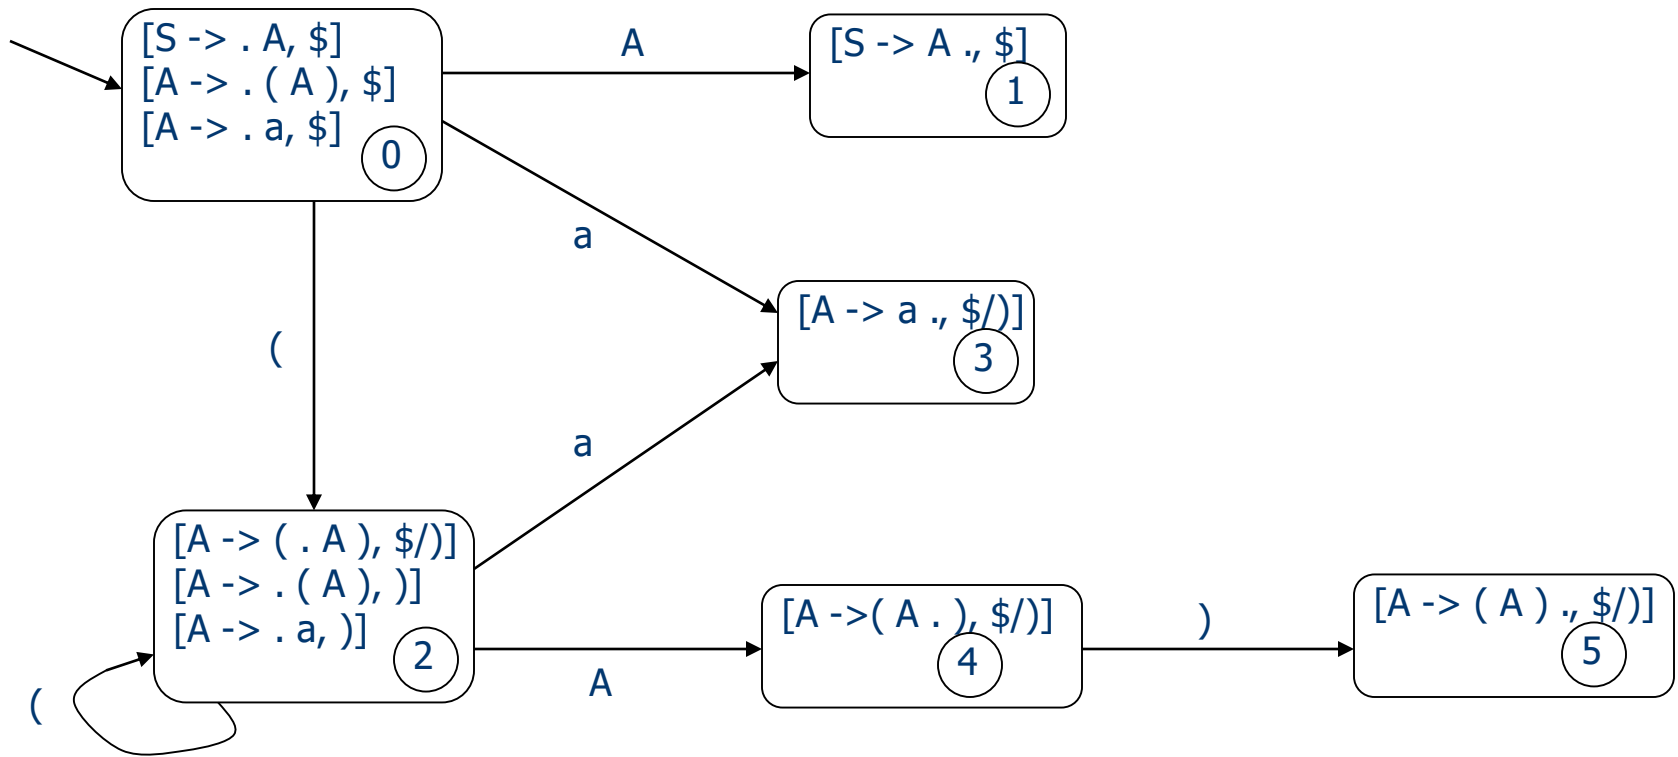 [S -> . A, $]
[A -> . ( A ), $]
[A -> . a, $]
0
A
[S -> A ., $]
1
a
(
[A -> a ., $/)]
3
a
[A -> ( . A ), $/)]
[A -> . ( A ), )]
[A -> . a, )]
2
(
A
[A ->( A . ), $/)]
4
)
[A -> ( A ) ., $/)]
5